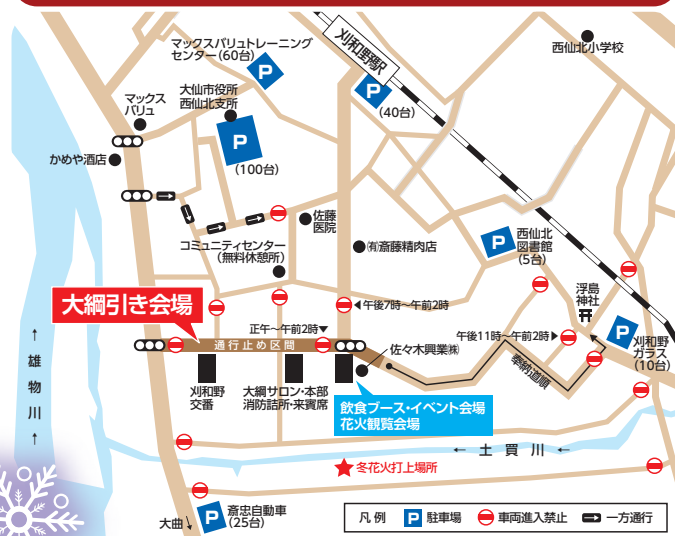 マックスバリュトレーニング
センター(60台)
P
刈和野駅
P
(40台)
西仙北小学校
大仙市役所
西仙北支所
マックス
バリュ
P
(100台)
かめや酒店
佐藤
医院
コミュニティセンター
(無料休憩所)
㈲斎藤精肉店
P
西仙北
図書館
(5台)
浮島
神社
大綱引き会場
◀午後7時〜午前2時
正午〜午前2時▼
通行止め区間
午後11時〜午前2時▶
P
刈和野
ガラス
(10台)
佐々木興業㈱
奉納道順
刈和野
交番
大綱サロン・本部
消防詰所・来賓席
飲食ブース・イベント会場
花火観覧会場
↑雄物川↑
← 土買川 ←
★冬花火打上場所
大曲↓
P
斎忠自動車
(25台)
凡例 P 駐車場 車両進入禁止 一方通行